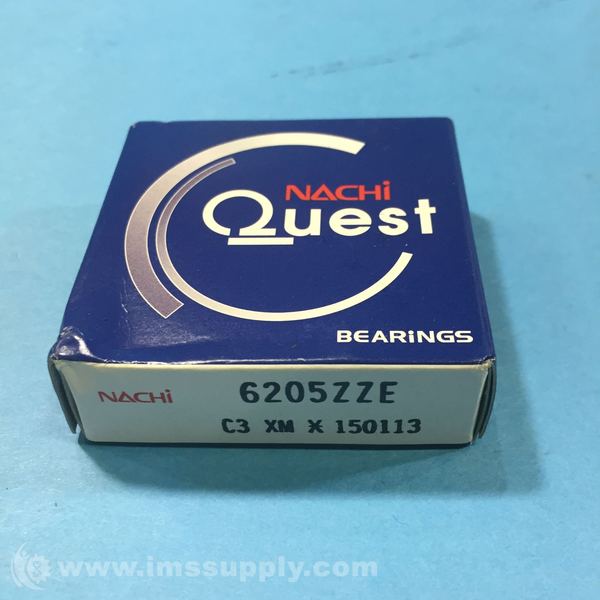 NACHi
Quest
BEARiNGS
NACHi 6205ZZE
C3 XM X 150113
www.imssupply.com